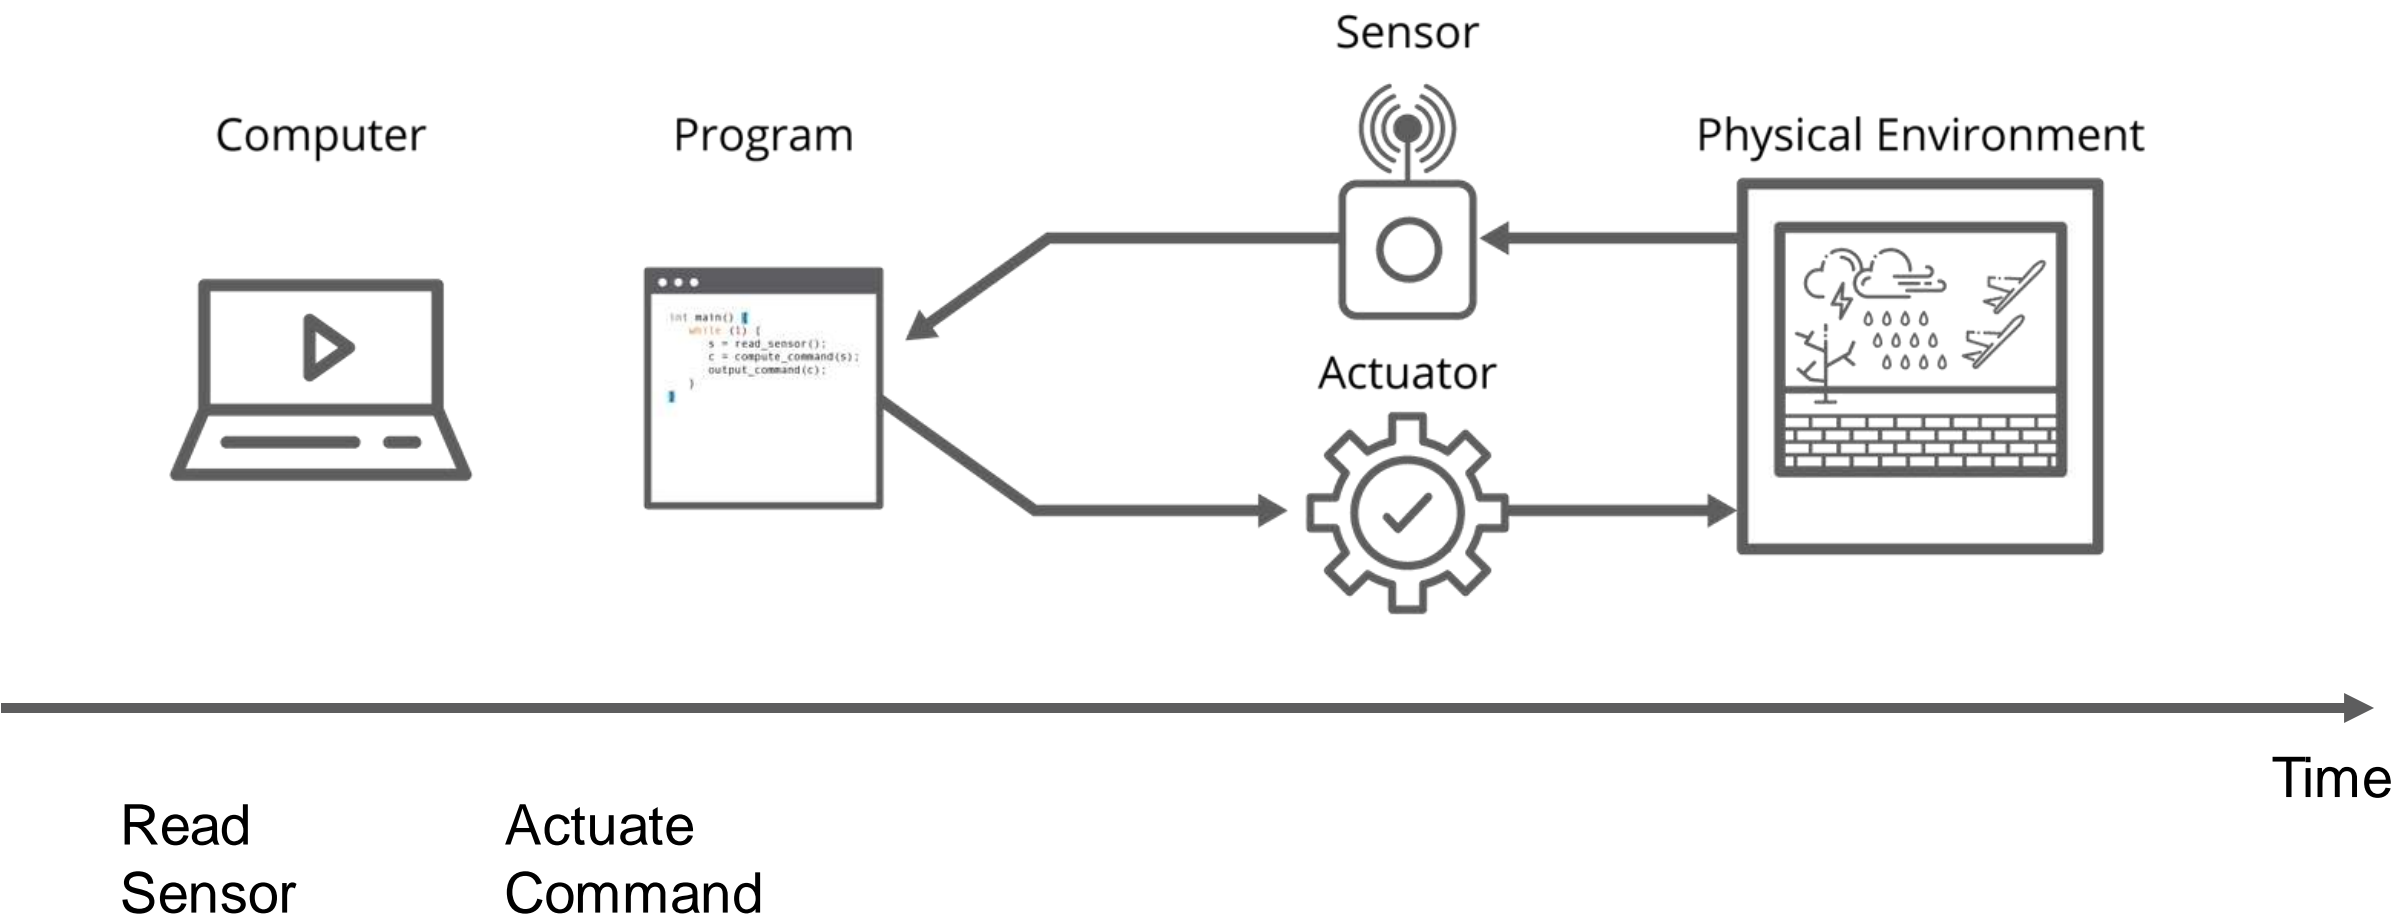 Sensor
Computer
Program
Physical Environment
int main() {
while (1) {
s = read_sensor();
c = compute_command(s);
output_command(c);
}
}
Actuator
Time
Read
Sensor
Actuate
Command